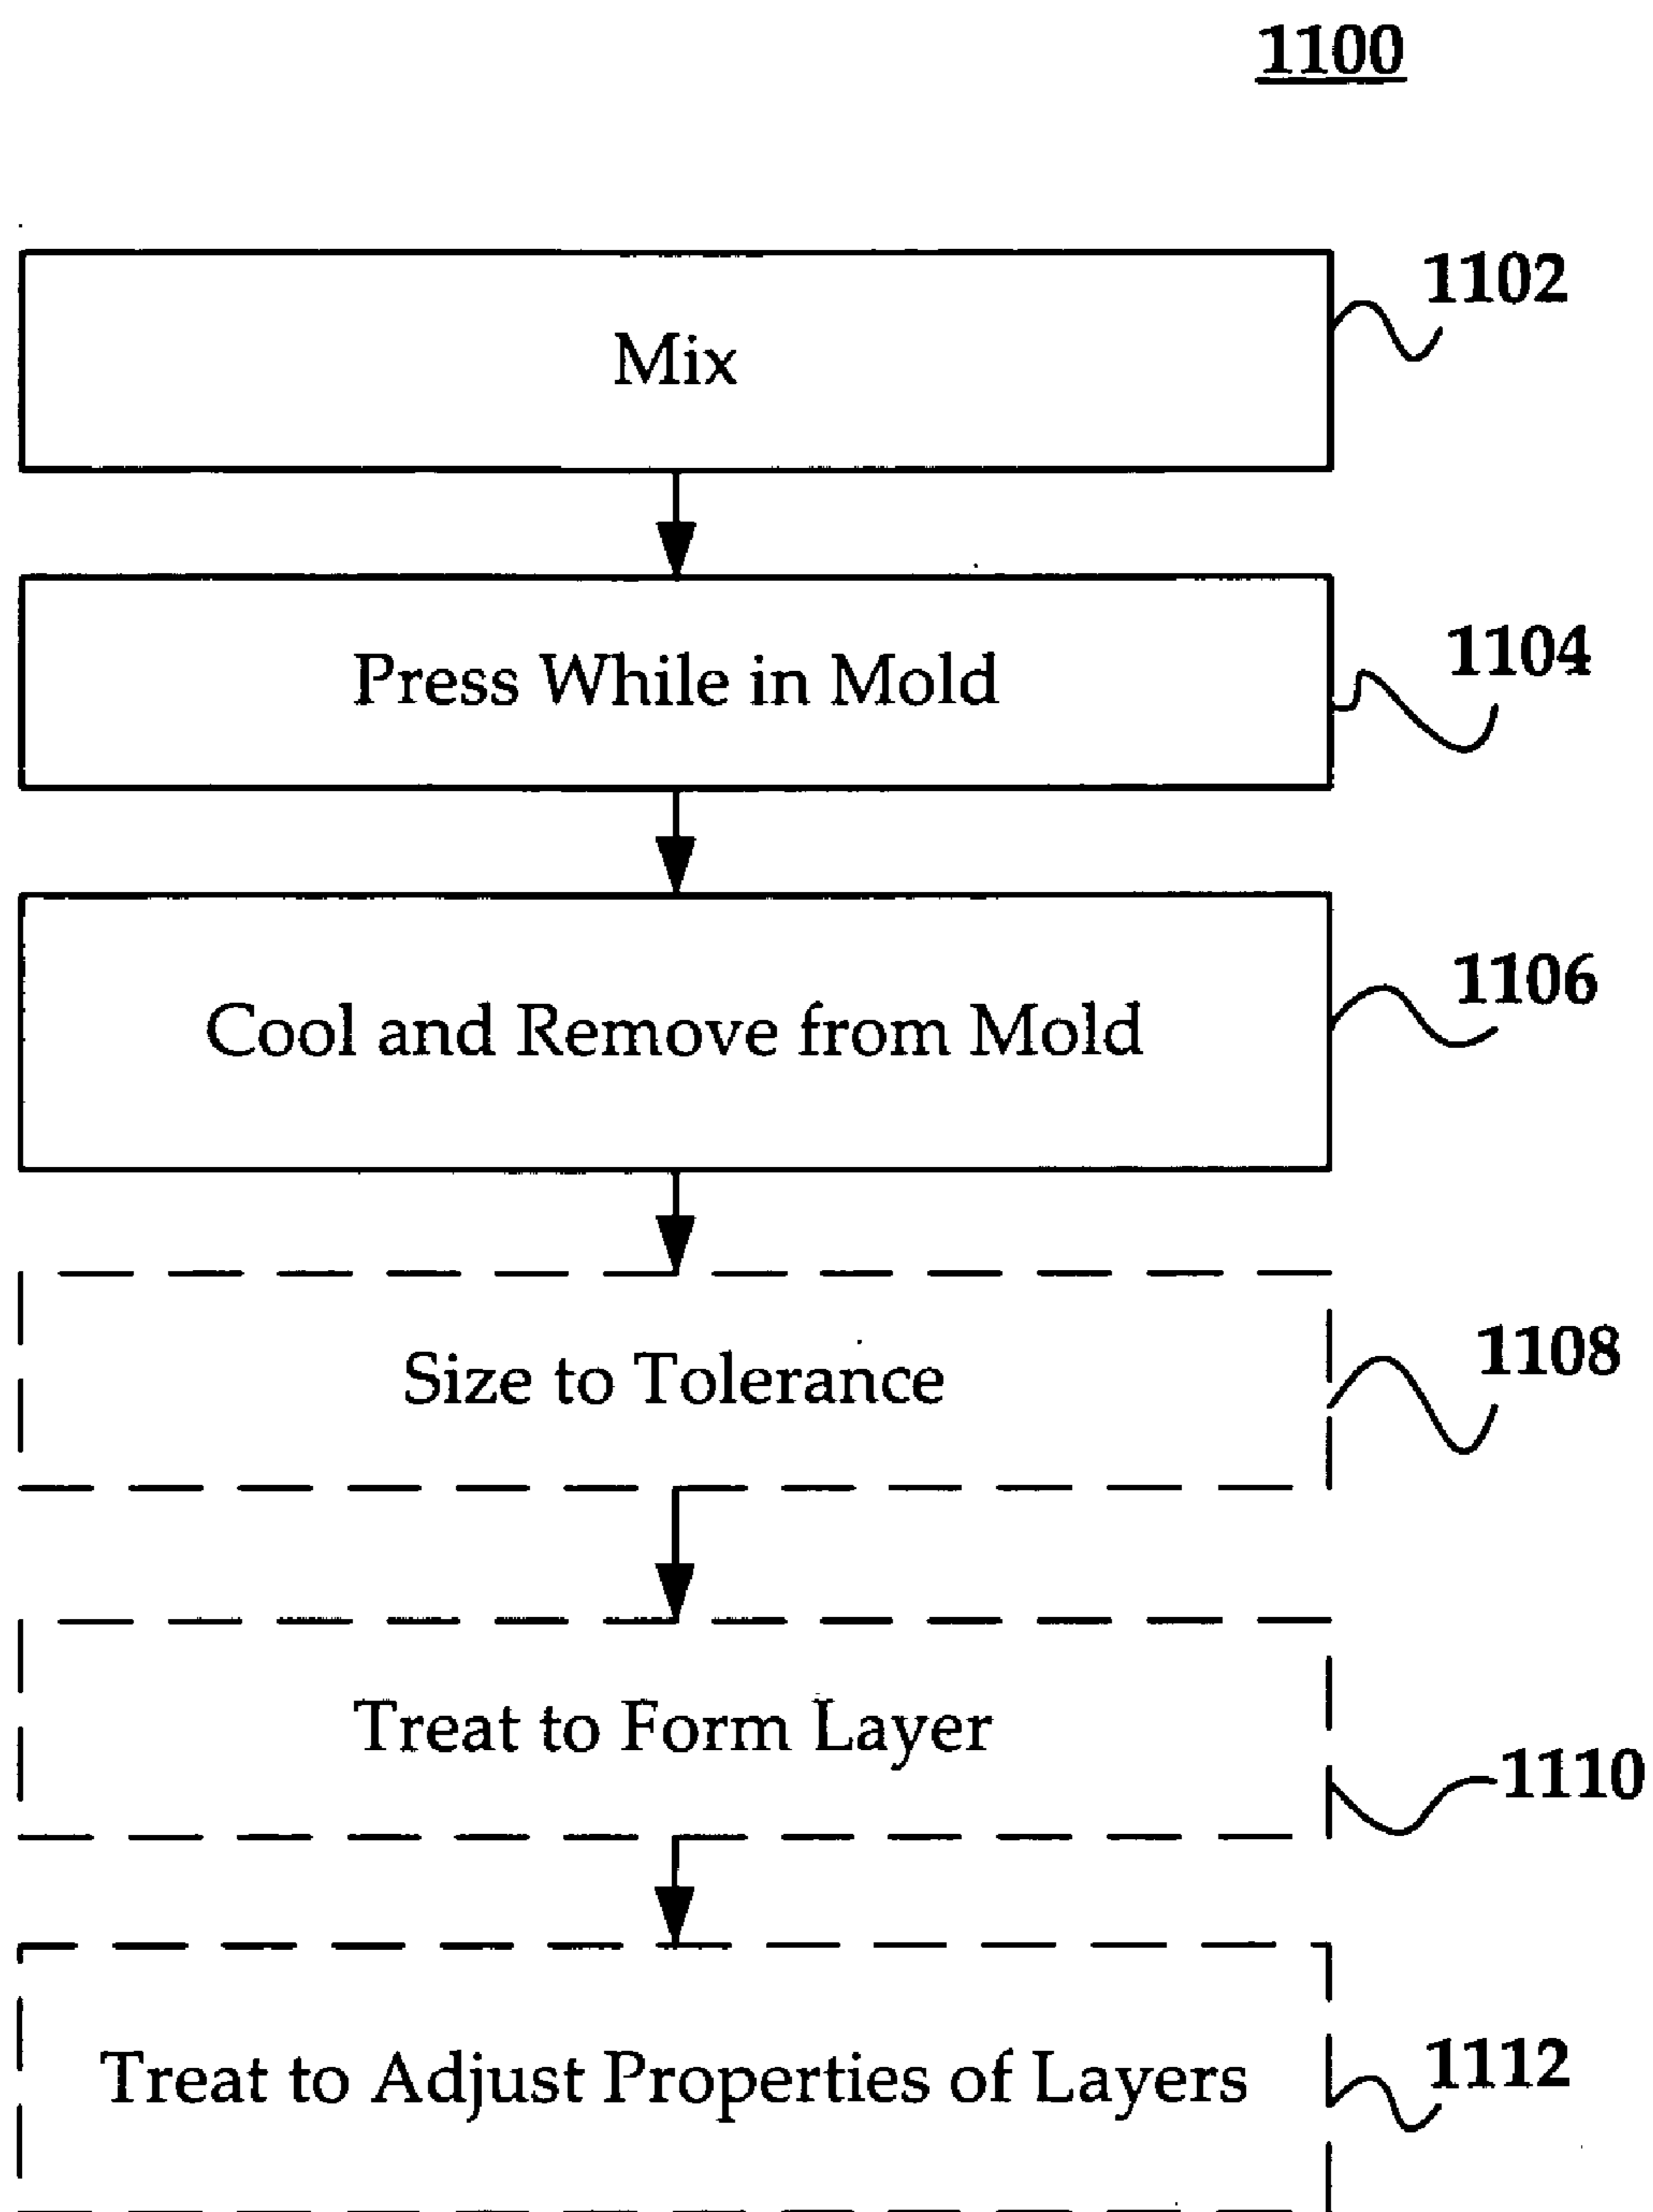 1100
Mix
1102
Press While in Mold
1104
Cool and Remove from Mold
1106
Size to Tolerance
1108
Treat to Form Layer
1110
Treat to Adjust Properties of Layers
1112